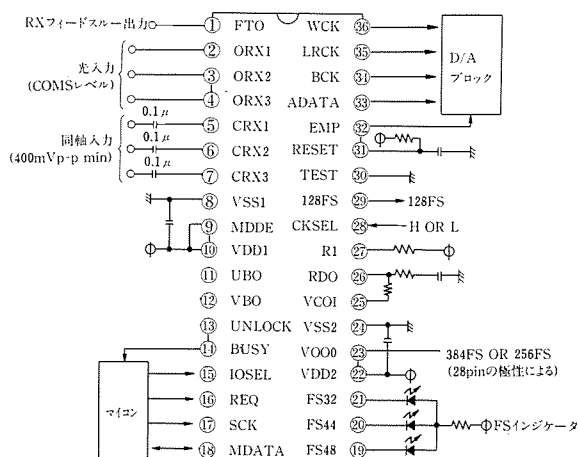 RXフィードスルー出力
① FTO
WCK ㊱
② ORX1
LRCK ㉟
光入力
(COMSレベル)
③ ORX2
BCK ㉞
④ ORX3
ADATA ㉝
D/A
ブロック
0.1μ
⑤ CRX1
EMP ㉜
同軸入力
(400mVp-p min)
0.1μ
⑥ CRX2
RESET ㉛
0.1μ
⑦ CRX3
TEST ㉚
⑧ VSS1
128FS ㉙
128FS
⑨ MDDE
CKSEL ㉘
H OR L
⑩ VDD1
R1 ㉗
⑪ UBO
RDO ㉖
⑫ VBO
VCOI ㉕
⑬ UNLOCK
VSS2 ㉔
⑭ BUSY
VOO0 ㉓
384FS OR 256FS
(28pinの極性による)
⑮ IOSEL
VDD2 ㉒
マイコン
⑯ REQ
FS32 ㉑
⑰ SCK
FS44 ⑳
FSインジケータ
⑱ MDATA
FS48 ⑲